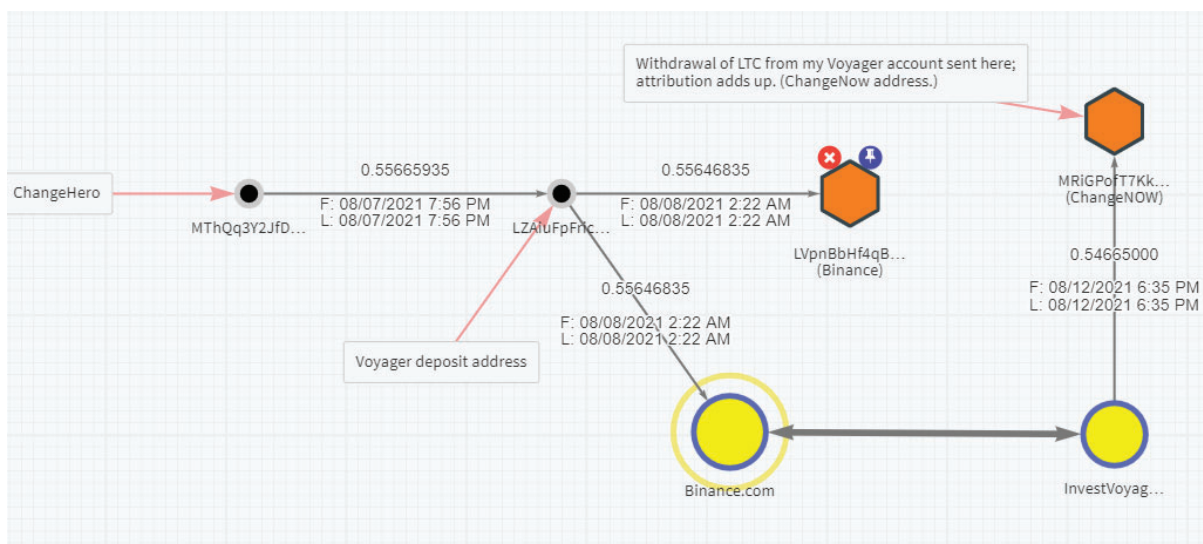 Withdrawal of LTC from my Voyager account sent here;
attribution adds up. (ChangeNow address.)
ChangeHero
0.55665935
F: 08/07/2021 7:56 PM
L: 08/07/2021 7:56 PM
MThQq3Y2JfD...
LZAiuFpFric...
0.55646835
F: 08/08/2021 2:22 AM
L: 08/08/2021 2:22 AM
LVpnBbHf4qB...
(Binance)
MRiGPofT7Kk...
(ChangeNOW)
0.54665000
F: 08/12/2021 6:35 PM
L: 08/12/2021 6:35 PM
0.55646835
F: 08/08/2021 2:22 AM
L: 08/08/2021 2:22 AM
Voyager deposit address
Binance.com
InvestVoyag...